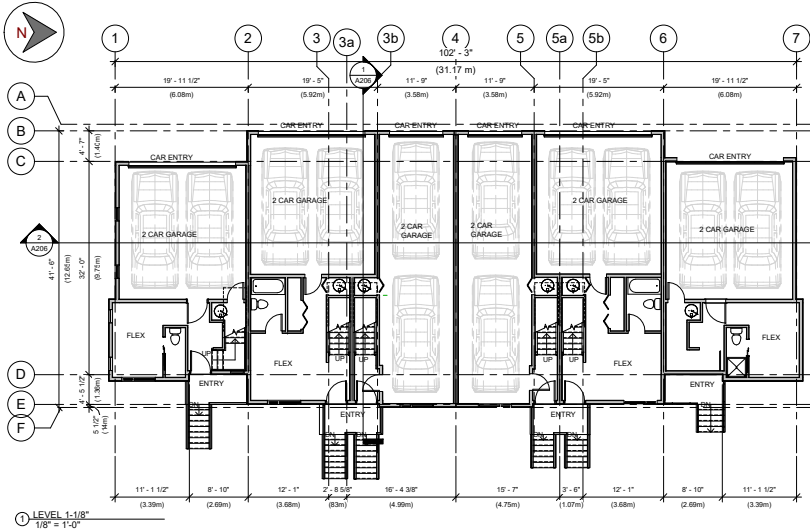 N
1
2
3
3a
3b
4
5
5a
5b
6
7
102' - 3"
(31.17 m)
1
A206
19' - 11 1/2"
(6.08m)
19' - 5"
(5.92m)
11' - 9"
(3.58m)
11' - 9"
(3.58m)
19' - 5"
(5.92m)
19' - 11 1/2"
(6.08m)
A
B
C
D
E
F
2
A206
41' - 6"
(12.65m)
4' - 7"
(1.40m)
32' - 0"
(9.75m)
4' - 5 1/2"
(1.36m)
5 1/2"
(14m)
CAR ENTRY
CAR ENTRY
CAR ENTRY
CAR ENTRY
CAR ENTRY
CAR ENTRY
2 CAR GARAGE
2 CAR GARAGE
2 CAR
GARAGE
2 CAR
GARAGE
2 CAR GARAGE
2 CAR GARAGE
FLEX
FLEX
FLEX
FLEX
UP
UP
UP
UP
UP
ENTRY
ENTRY
ENTRY
ENTRY
DN
DN
DN
DN
DN
DN
11' - 1 1/2"
(3.39m)
8' - 10"
(2.69m)
12' - 1"
(3.68m)
2' - 8 5/8"
(83m)
16' - 4 3/8"
(4.99m)
15' - 7"
(4.75m)
3' - 6"
(1.07m)
12' - 1"
(3.68m)
8' - 10"
(2.69m)
11' - 1 1/2"
(3.39m)
1
LEVEL 1-1/8"
1/8" = 1'-0"